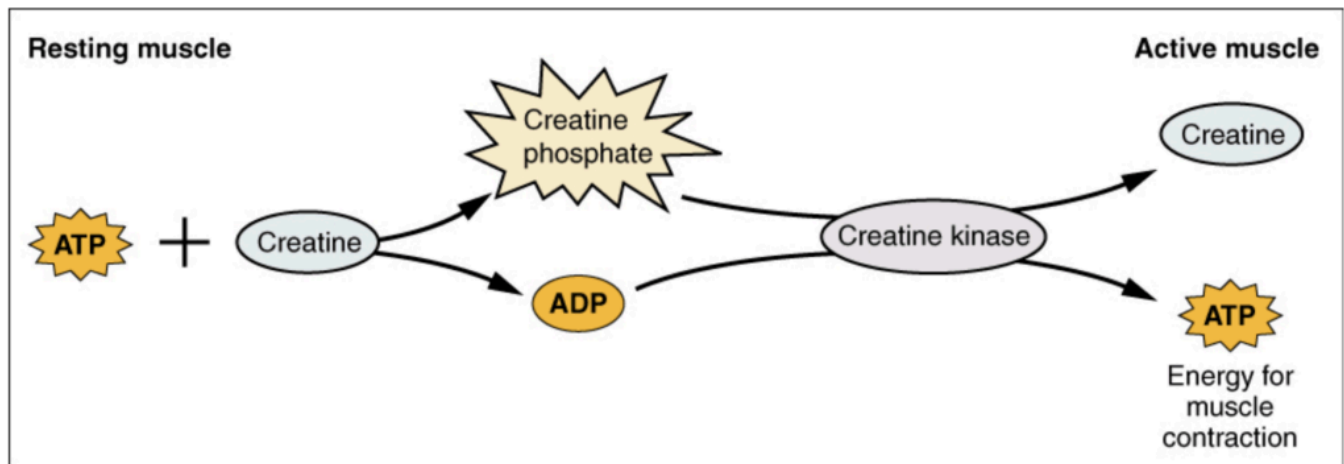 Resting muscle
Active muscle
Creatine
phosphate
Creatine
ATP
Creatine
Creatine kinase
ADP
ATP
Energy for
muscle
contraction